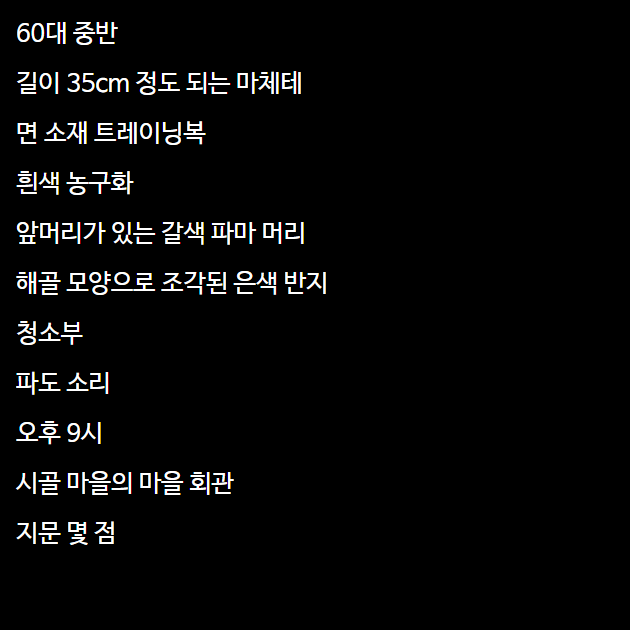 60대 중반
길이 35cm 정도 되는 마체테
면 소재 트레이닝복
흰색 농구화
앞머리가 있는 갈색 파마 머리
해골 모양으로 조각된 은색 반지
청소부
파도 소리
오후 9시
시골 마을의 마을 회관
지문 몇 점